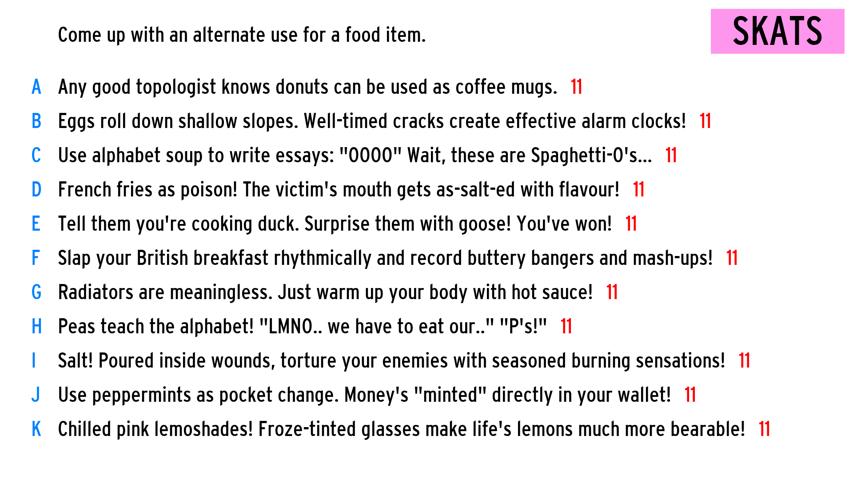 Come up with an alternate use for a food item.
SKATS
A Any good topologist knows donuts can be used as coffee mugs. 11
B Eggs roll down shallow slopes. Well-timed cracks create effective alarm clocks! 11
C Use alphabet soup to write essays: "OOOO" Wait, these are Spaghetti-O's... 11
D French fries as poison! The victim's mouth gets as-salt-ed with flavour! 11
E Tell them you're cooking duck. Surprise them with goose! You've won! 11
F Slap your British breakfast rhythmically and record buttery bangers and mash-ups! 11
G Radiators are meaningless. Just warm up your body with hot sauce! 11
H Peas teach the alphabet! "LMNO.. we have to eat our.." "P's!" 11
I Salt! Poured inside wounds, torture your enemies with seasoned burning sensations! 11
J Use peppermints as pocket change. Money's "minted" directly in your wallet! 11
K Chilled pink lemoshades! Froze-tinted glasses make life's lemons much more bearable! 11